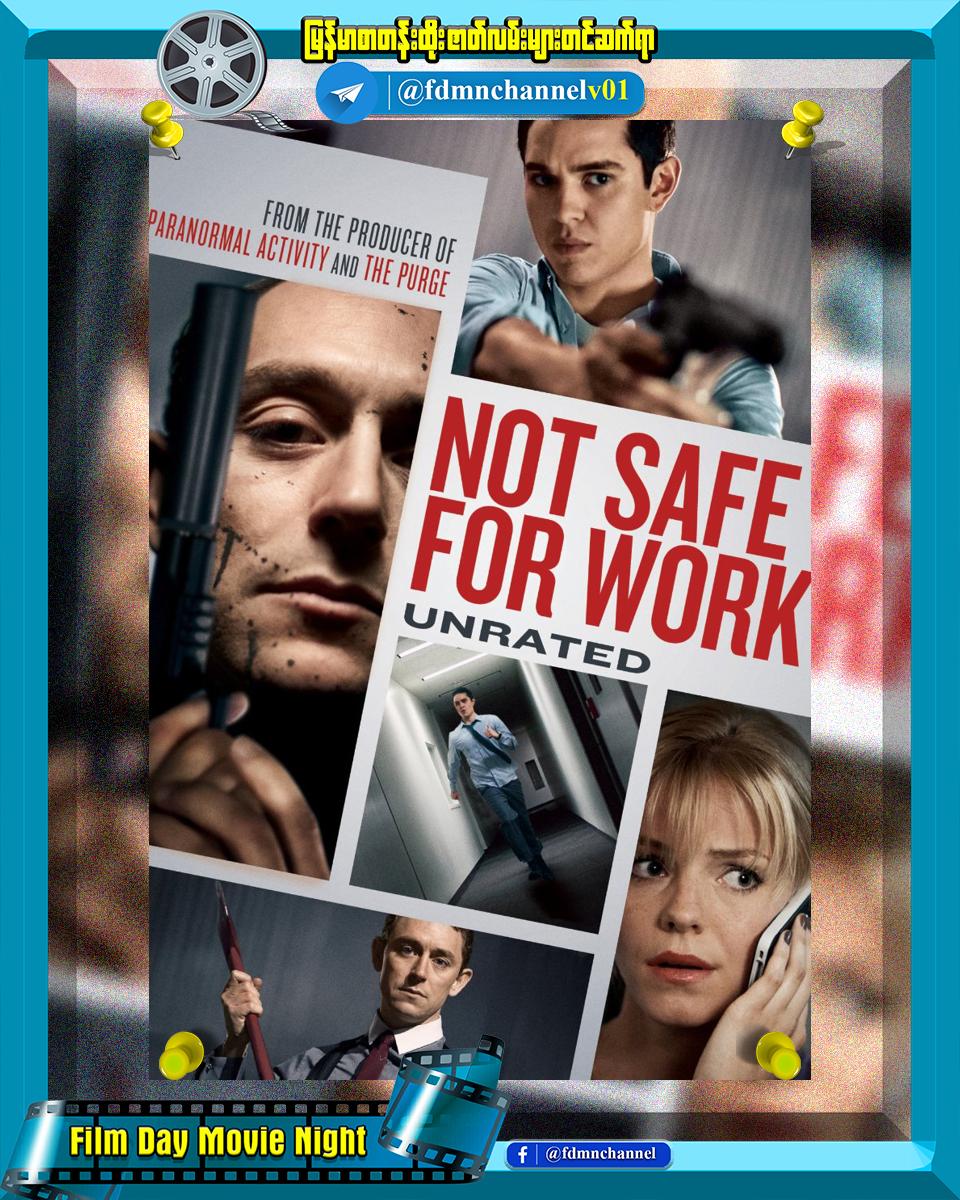 မြန်မာစာတန်းထိုးဇာတ်လမ်းများတင်ဆက်ရာ
@fdmnchannelv01
FROM THE PRODUCER OF
PARANORMAL ACTIVITY AND THE PURGE
NOT SAFE
FOR WORK
UNRATED
Film Day Movie Night
f @fdmnchannel